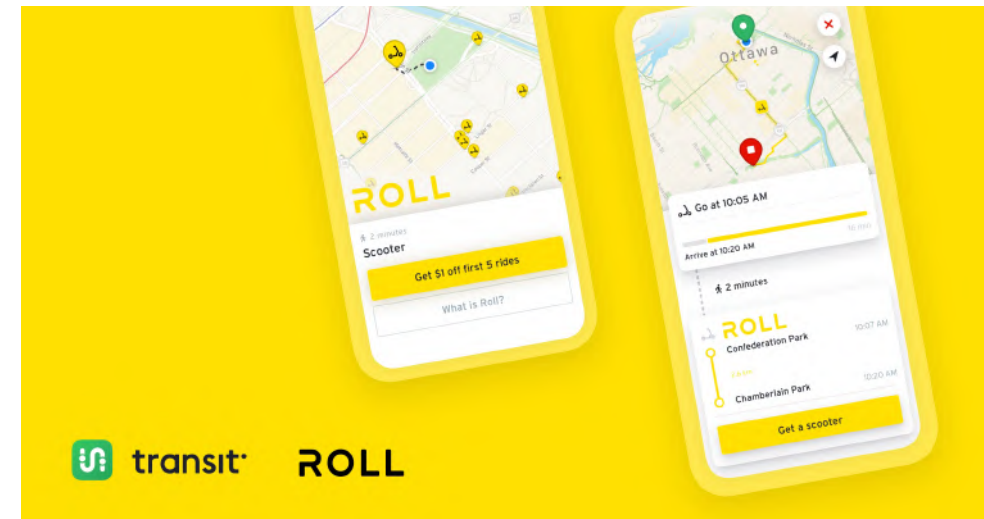 ROLL
2 minutes
Scooter
Get $1 off first 5 rides
What is Roll?
Ottawa
Go at 10:05 AM
Arrive at 10:20 AM
2 minutes
ROLL
Confederation Park
10:07 AM
Chamberlain Park
10:20 AM
Get a scooter
transit
ROLL